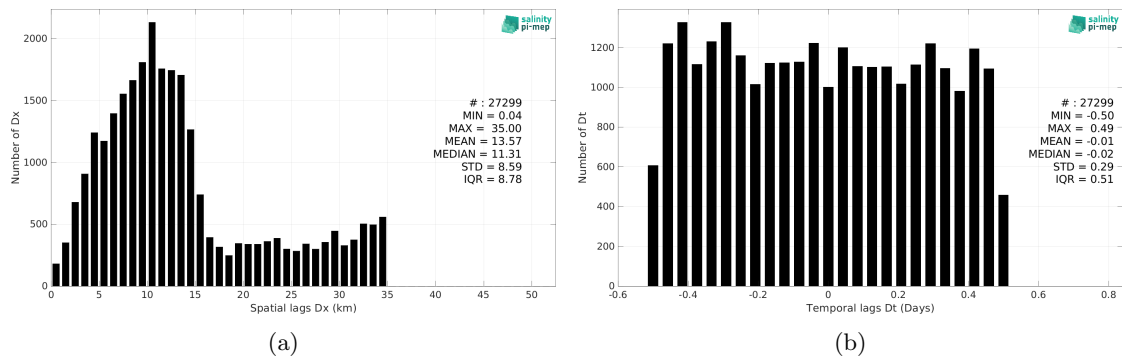 salinity
pi-mep
2000
1500
1000
500
0
Number of Dx
# : 27299
MIN = 0.04
MAX = 35.00
MEAN = 13.57
MEDIAN = 11.31
STD = 8.59
IQR = 8.78
0 5 10 15 20 25 30 35 40 45 50
Spatial lags Dx (km)
(a)
salinity
pi-mep
1200
1000
800
600
400
200
0
Number of Dt
# : 27299
MIN = -0.50
MAX = 0.49
MEAN = -0.01
MEDIAN = -0.02
STD = 0.29
IQR = 0.51
-0.6 -0.4 -0.2 0 0.2 0.4 0.6 0.8
Temporal lags Dt (Days)
(b)